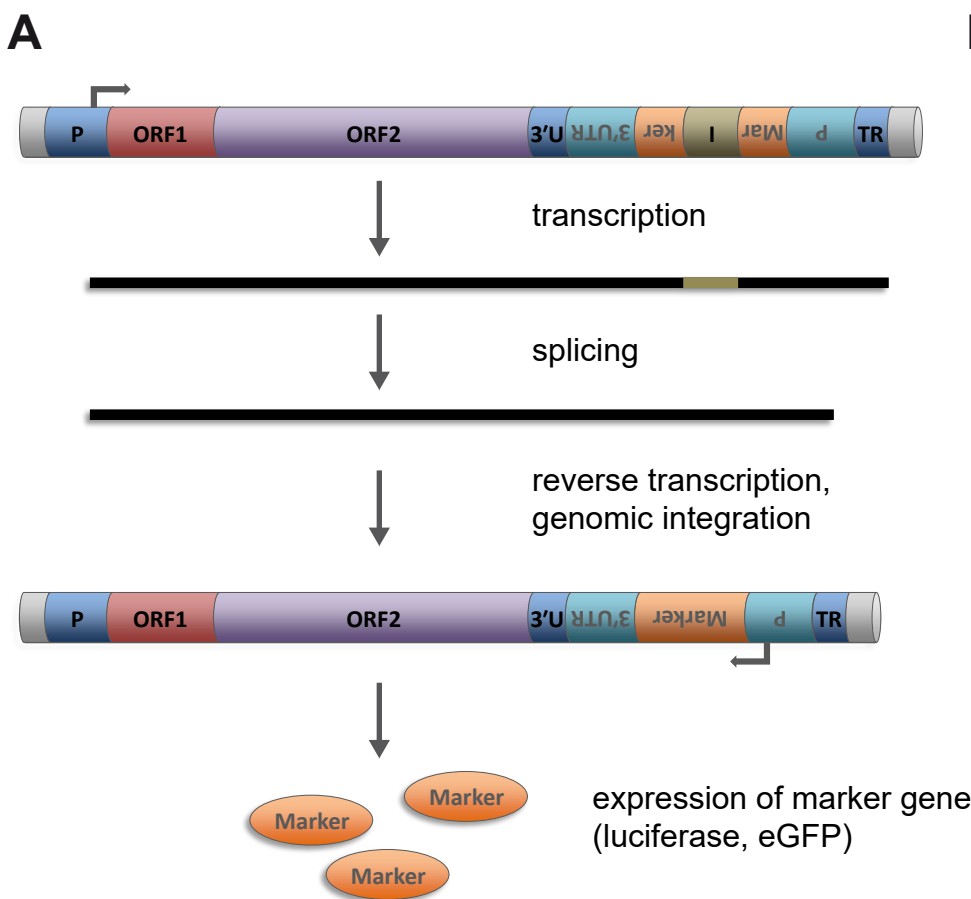 A
P ORF1 ORF2 3'U 3'UTR ker I Mar P TR
transcription
splicing
reverse transcription,
genomic integration
P ORF1 ORF2 3'U 3'UTR Marker P TR
Marker
Marker
Marker
expression of marker gene
(luciferase, eGFP)